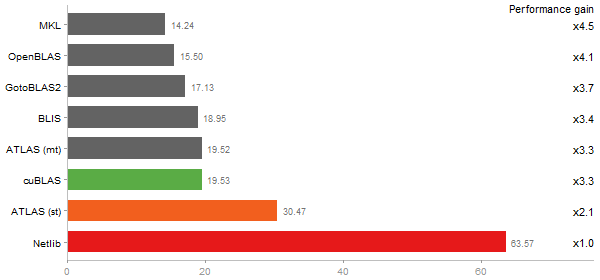 Performance gain
MKL 14.24 x4.5
OpenBLAS 15.50 x4.1
GotoBLAS2 17.13 x3.7
BLIS 18.95 x3.4
ATLAS (mt) 19.52 x3.3
cuBLAS 19.53 x3.3
ATLAS (st) 30.47 x2.1
Netlib 63.57 x1.0
0 20 40 60